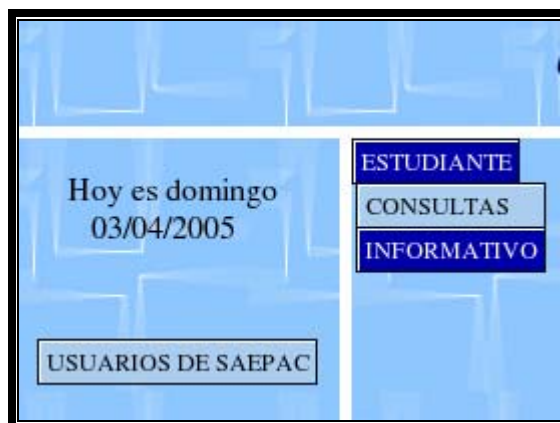 Hoy es domingo
03/04/2005
USUARIOS DE SAEPAC
ESTUDIANTE
CONSULTAS
INFORMATIVO